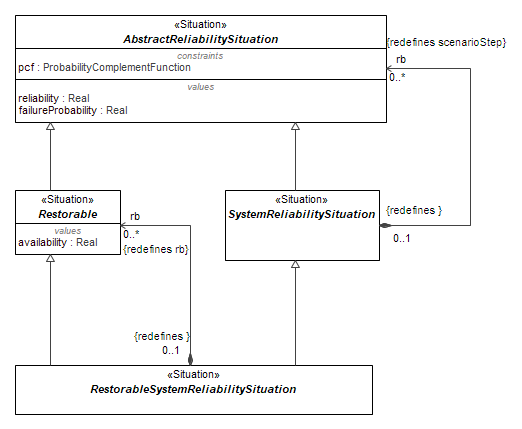 «Situation»
AbstractReliabilitySituation
constraints
pcf : ProbabilityComplementFunction
values
reliability : Real
failureProbability : Real
{redefines scenarioStep}
rb
0..*
«Situation»
Restorable
values
availability : Real
rb
0..*
{redefines rb}
«Situation»
SystemReliabilitySituation
{redefines }
0..1
{redefines }
0..1
«Situation»
RestorableSystemReliabilitySituation